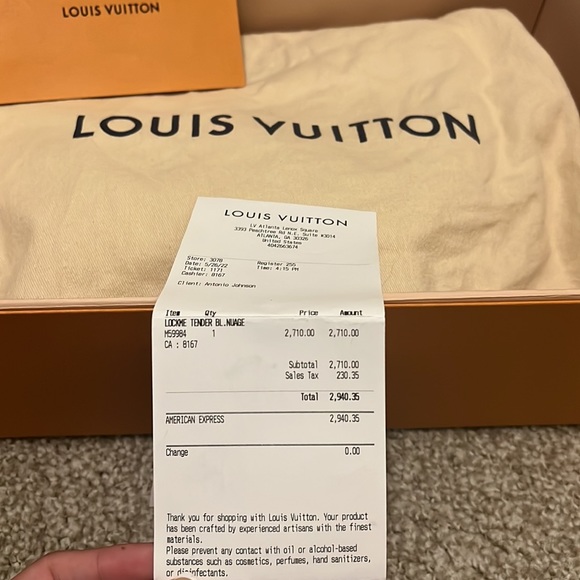 LOUIS VUITTON
LOUIS VUITTON
LOUIS VUITTON
LV Atlanta Lenox Square
3393 Peachtree Rd N.E. Suite #3014
ATLANTA, GA 30326
United States
4042663674
Store: 3078 Register: 255
Date: 5/26/22 Time: 4:15 PM
Ticket: 1171
Cashier: 8167
Client: Antonio Johnson
Item Qty Price Amount
LOCKME TENDER BL.NUAGE
M59984 1 2,710.00 2,710.00
CA : 8167
Subtotal 2,710.00
Sales Tax 230.35
Total 2,940.35
AMERICAN EXPRESS 2,940.35
Change 0.00
Thank you for shopping with Louis Vuitton. Your product
has been crafted by experienced artisans with the finest
materials.
Please prevent any contact with oil or alcohol-based
substances such as cosmetics, perfumes, hand sanitizers,
or disinfectants.